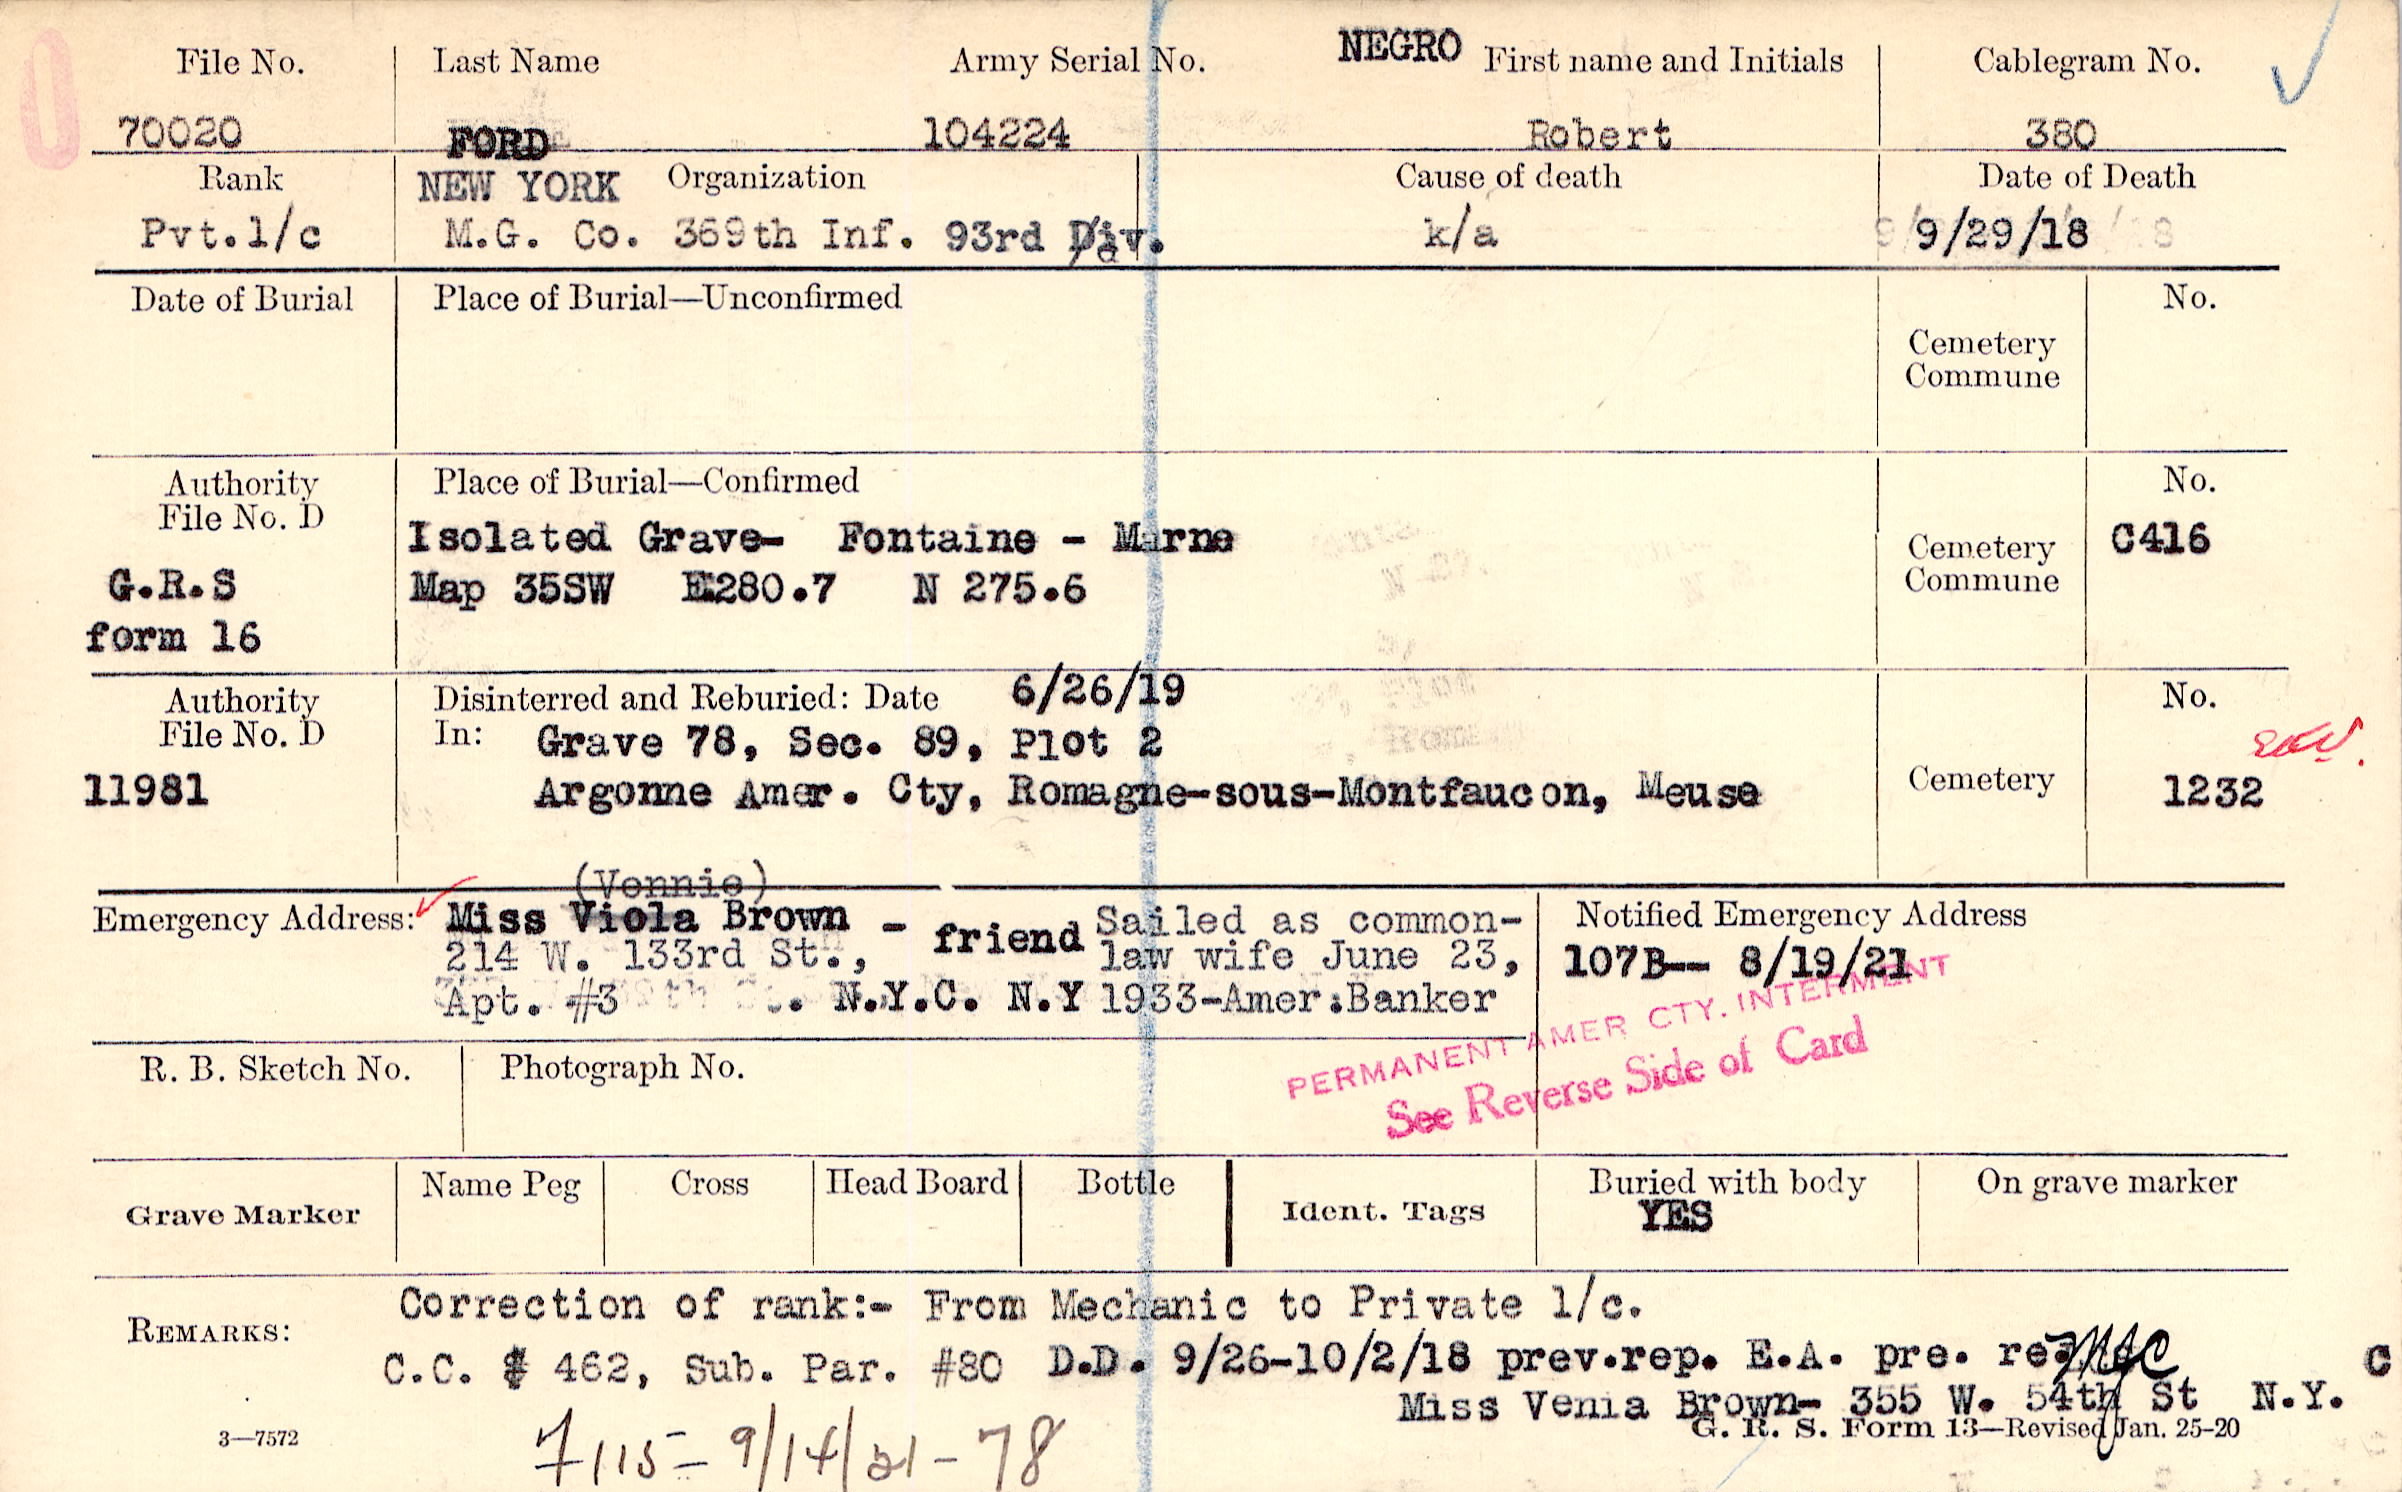 NEGRO
File No. Last Name Army Serial No. First name and Initials Cablegram No.
70020 FORD 104224 Robert 380
Rank NEW YORK Organization Cause of death Date of Death
Pvt.1/c M.G. Co. 369th Inf. 93rd Div. k/a 9/29/18
Date of Burial Place of Burial—Unconfirmed No.
Cemetery
Commune
Authority Place of Burial—Confirmed No.
File No. D
Isolated Grave- Fontaine - Marne Cemetery C416
G.R.S Map 35SW E280.7 N 275.6 Commune
form 16
Authority Disinterred and Reburied: Date 6/26/19 No.
File No. D In: Grave 78, Sec. 89, Plot 2
11981 Argonne Amer. Cty, Romagne-sous-Montfaucon, Meuse Cemetery 1232
(Vennie)
Emergency Address: Miss Viola Brown - friend Sailed as common- Notified Emergency Address
214 W. 133rd St., law wife June 23, 107B-- 8/19/21
Apt. #3 . N.Y.C. N.Y 1933-Amer.Banker
PERMANENT AMER CTY. INTERMENT
See Reverse Side of Card
R. B. Sketch No. Photograph No.
Grave Marker Name Peg Cross Head Board Bottle Ident. Tags Buried with body On grave marker
YES
REMARKS: Correction of rank:- From Mechanic to Private 1/c.
C.C. # 462, Sub. Par. #80 D.D. 9/26-10/2/18 prev.rep. E.A. pre. C
Miss Venia Brown- 355 W. 54th St N.Y.
3—7572 G. R. S. Form 13—Revised Jan. 25-20
7115 = 9/14/21 - 78